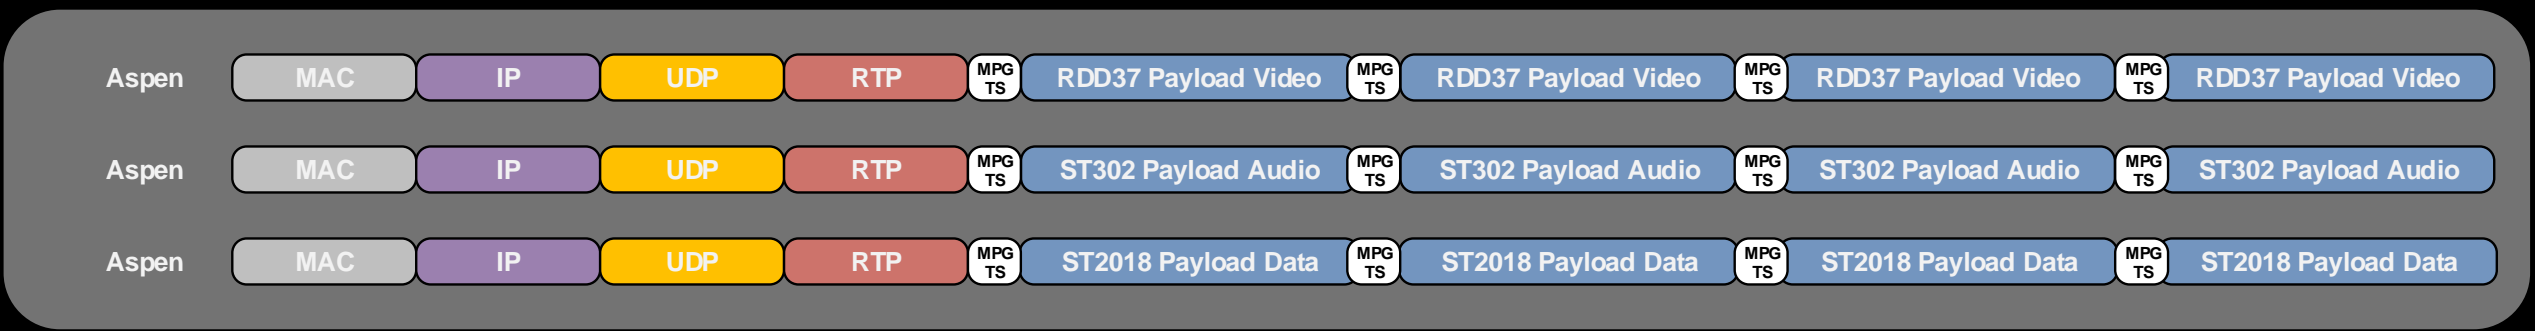 Aspen MAC IP UDP RTP MPG TS RDD37 Payload Video MPG TS RDD37 Payload Video MPG TS RDD37 Payload Video MPG TS RDD37 Payload Video
Aspen MAC IP UDP RTP MPG TS ST302 Payload Audio MPG TS ST302 Payload Audio MPG TS ST302 Payload Audio MPG TS ST302 Payload Audio
Aspen MAC IP UDP RTP MPG TS ST2018 Payload Data MPG TS ST2018 Payload Data MPG TS ST2018 Payload Data MPG TS ST2018 Payload Data